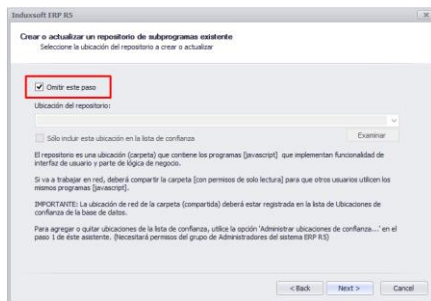 Induxsoft ERP R5
Crear o actualizar un repositorio de subprogramas existente
Seleccione la ubicación del repositorio a crear o actualizar
Omitir este paso
Ubicación del repositorio:
Sólo incluir esta ubicación en la lista de confianza
Examinar
El repositorio es una ubicación (carpeta) que contiene los programas [javascript] que implementan funcionalidad de
interfaz de usuario y parte de lógica de negocio.
Si va a trabajar en red, deberá compartir la carpeta [con permisos de solo lectura) para que otros usuarios utilicen los
mismos programas [javascript].
IMPORTANTE: La ubicación de red de la carpeta (compartida) deberá estar registrada en la lista de Ubicaciones de
confianza de la base de datos.
Para agregar o quitar ubicaciones de la lista de confianza, utilice la opción 'Administrar ubicaciones de confianza...' en el
paso 1 de éste asistente. (Necesitará permisos del grupo de Administradores del sistema ERP R5)
< Back
Next >
Cancel